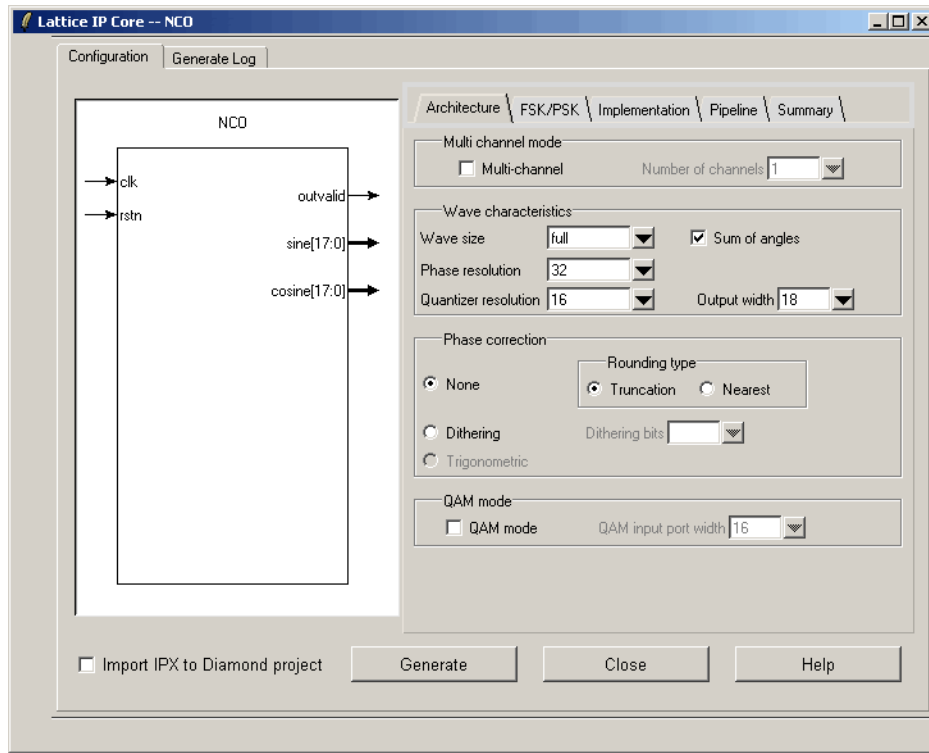 Lattice IP Core -- NCO
Configuration Generate Log
NCO
clk
rstn
outvalid
sine[17:0]
cosine[17:0]
Architecture FSK/PSK Implementation Pipeline Summary
Multi channel mode
Multi-channel Number of channels 1
Wave characteristics
Wave size full Sum of angles
Phase resolution 32
Quantizer resolution 16 Output width 18
Phase correction
Rounding type
None Truncation Nearest
Dithering Dithering bits
Trigonometric
QAM mode
QAM mode QAM input port width 16
Import IPX to Diamond project Generate Close Help